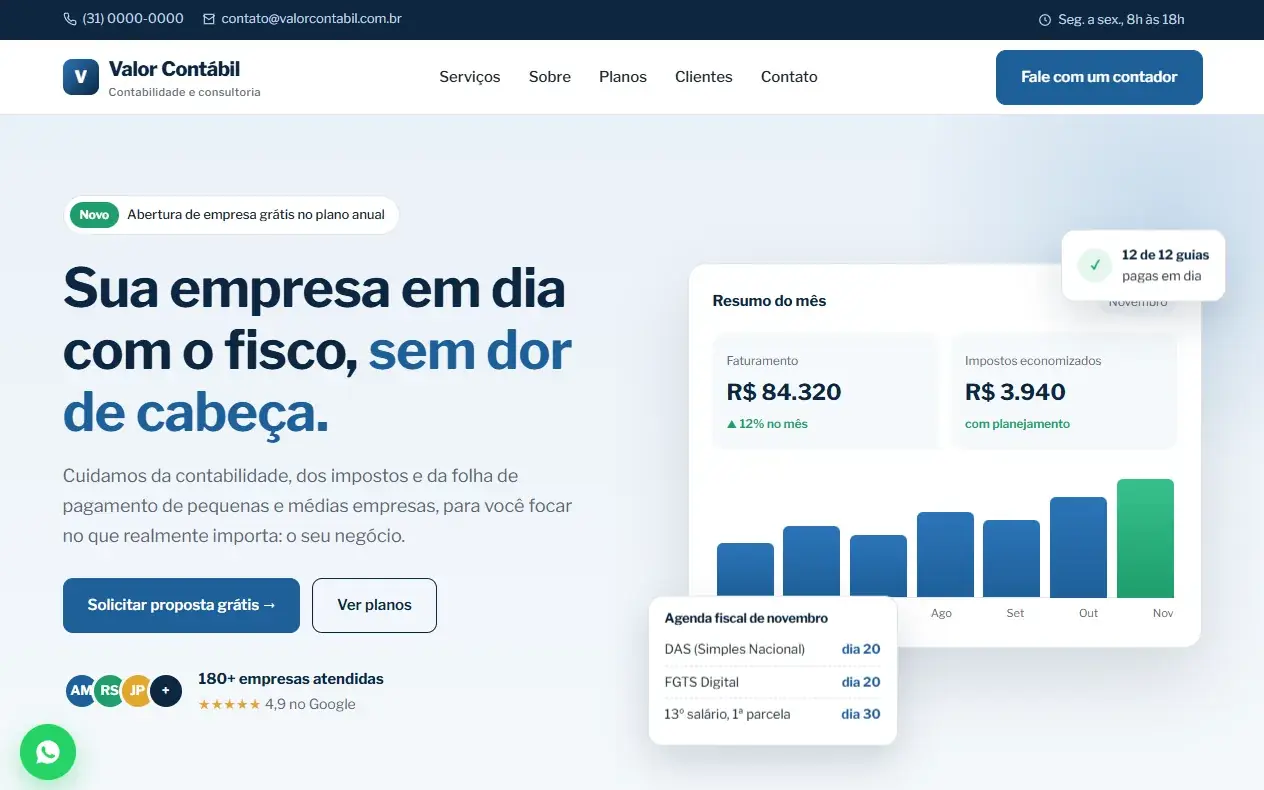 (31) 0000-0000
contato@valorcontabil.com.br
Seg. a sex., 8h às 18h
V
Valor Contábil
Contabilidade e consultoria
Serviços
Sobre
Planos
Clientes
Contato
Fale com um contador
Novo
Abertura de empresa grátis no plano anual
Sua empresa em dia
com o fisco, sem dor
de cabeça.
Cuidamos da contabilidade, dos impostos e da folha de
pagamento de pequenas e médias empresas, para você focar
no que realmente importa: o seu negócio.
Solicitar proposta grátis →
Ver planos
AM
RS
JP
+
180+ empresas atendidas
★★★★★ 4,9 no Google
✓
12 de 12 guias
pagas em dia
Resumo do mês
Novembro
Faturamento
R$ 84.320
▲ 12% no mês
Impostos economizados
R$ 3.940
com planejamento
Ago
Set
Out
Nov
Agenda fiscal de novembro
DAS (Simples Nacional)
dia 20
FGTS Digital
dia 20
13º salário, 1ª parcela
dia 30